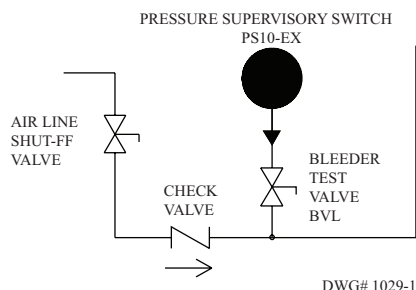 PRESSURE SUPERVISORY SWITCH
PS10-EX
AIR LINE
SHUT-FF
VALVE
BLEEDER
TEST
VALVE
BVL
CHECK
VALVE
DWG# 1029-1